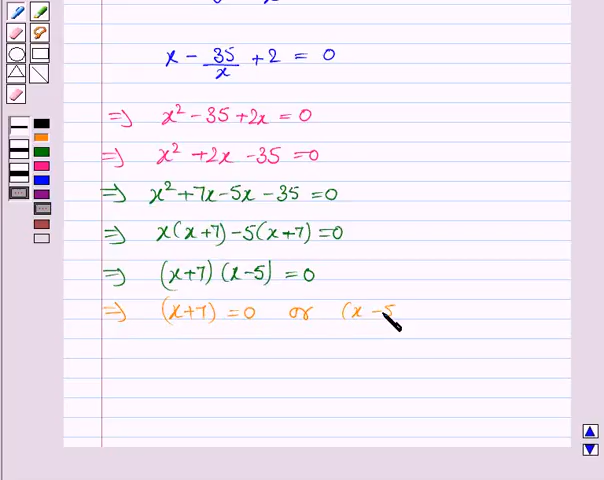 x - 35/x + 2 = 0
⇒ x² - 35 + 2x = 0
⇒ x² + 2x - 35 = 0
⇒ x² + 7x - 5x - 35 = 0
⇒ x(x+7) - 5(x+7) = 0
⇒ (x+7)(x-5) = 0
⇒ (x+7) = 0 or (x - 5